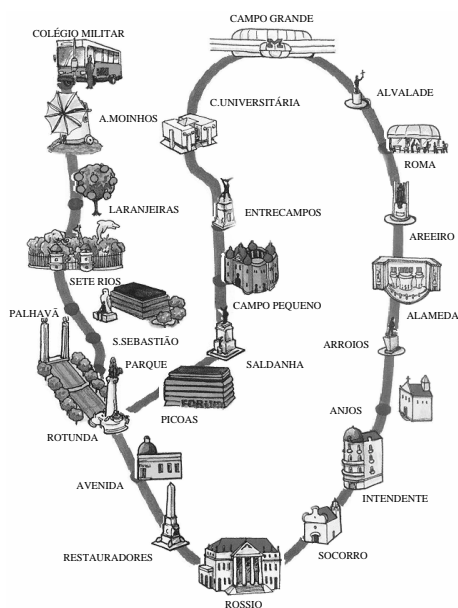 CAMPO GRANDE
COLÉGIO MILITAR
ALVALADE
C.UNIVERSITÁRIA
A.MOINHOS
ROMA
LARANJEIRAS
ENTRECAMPOS
AREEIRO
SETE RIOS
CAMPO PEQUENO
PALHAVÃ
ALAMEDA
S.SEBASTIÃO
ARROIOS
PARQUE
SALDANHA
FORUM
ANJOS
PICOAS
ROTUNDA
AVENIDA
INTENDENTE
RESTAURADORES
SOCORRO
ROSSIO